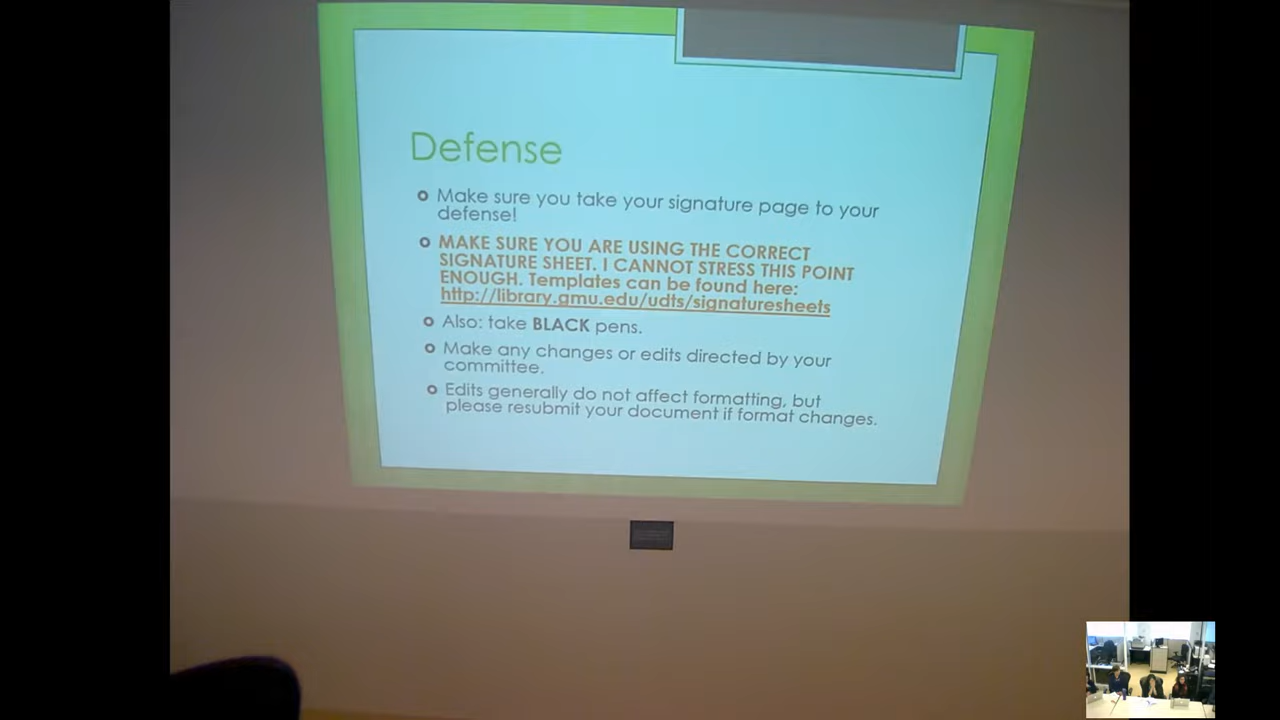 Defense
Make sure you take your signature page to your
defense!
MAKE SURE YOU ARE USING THE CORRECT
SIGNATURE SHEET. I CANNOT STRESS THIS POINT
ENOUGH. Templates can be found here:
http://library.gmu.edu/udts/signaturesheets
Also: take BLACK pens.
Make any changes or edits directed by your
committee.
Edits generally do not affect formatting, but
please resubmit your document if format changes.